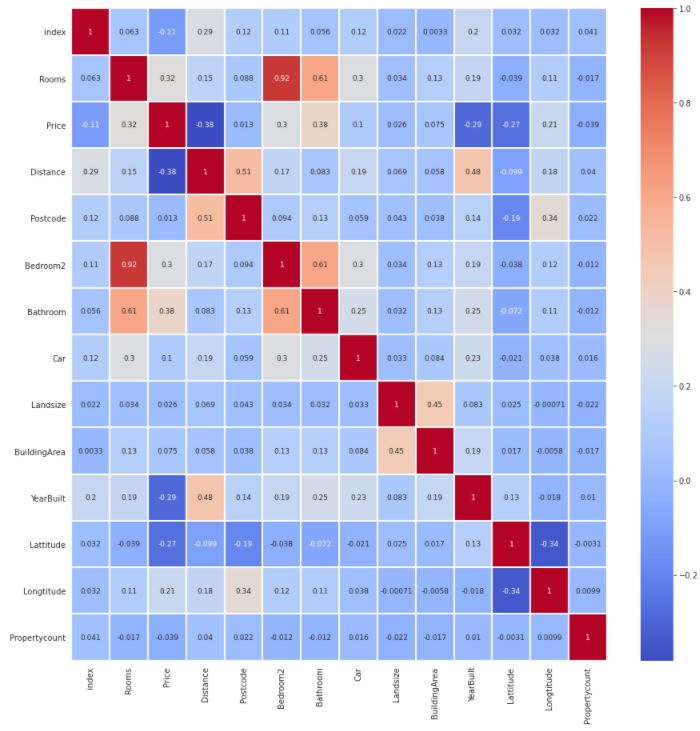 index 1 0.063 -0.11 0.29 0.12 0.11 0.056 0.12 0.022 0.0033 0.2 0.032 0.032 0.041
Rooms 0.063 1 0.32 0.15 0.088 0.92 0.61 0.3 0.034 0.13 0.19 -0.039 0.11 -0.017
Price -0.11 0.32 1 -0.38 0.013 0.3 0.38 0.1 0.026 0.075 -0.29 -0.27 0.21 -0.039
Distance 0.29 0.15 -0.38 1 0.51 0.17 0.083 0.19 0.069 0.058 0.48 -0.099 0.18 0.04
Postcode 0.12 0.088 0.013 0.51 1 0.094 0.13 0.059 0.043 0.038 0.14 -0.19 0.34 0.022
Bedroom2 0.11 0.92 0.3 0.17 0.094 1 0.61 0.3 0.034 0.13 0.19 -0.038 0.12 -0.012
Bathroom 0.056 0.61 0.38 0.083 0.13 0.61 1 0.25 0.032 0.13 0.25 -0.072 0.11 -0.012
Car 0.12 0.3 0.1 0.19 0.059 0.3 0.25 1 0.033 0.084 0.23 -0.021 0.038 0.016
Landsize 0.022 0.034 0.026 0.069 0.043 0.034 0.032 0.033 1 0.45 0.083 0.025 -0.00071 -0.022
BuildingArea 0.0033 0.13 0.075 0.058 0.038 0.13 0.13 0.084 0.45 1 0.19 0.017 -0.0058 -0.017
YearBuilt 0.2 0.19 -0.29 0.48 0.14 0.19 0.25 0.23 0.083 0.19 1 0.13 -0.018 0.01
Lattitude 0.032 -0.039 -0.27 -0.099 -0.19 -0.038 -0.072 -0.021 0.025 0.017 0.13 1 -0.34 -0.0031
Longtitude 0.032 0.11 0.21 0.18 0.34 0.12 0.11 0.038 -0.00071 -0.0058 -0.018 -0.34 1 0.0099
Propertycount 0.041 -0.017 -0.039 0.04 0.022 -0.012 -0.012 0.016 -0.022 -0.017 0.01 -0.0031 0.0099 1
index Rooms Price Distance Postcode Bedroom2 Bathroom Car Landsize BuildingArea YearBuilt Lattitude Longtitude Propertycount
1.0
0.8
0.6
0.4
0.2
0.0
−0.2